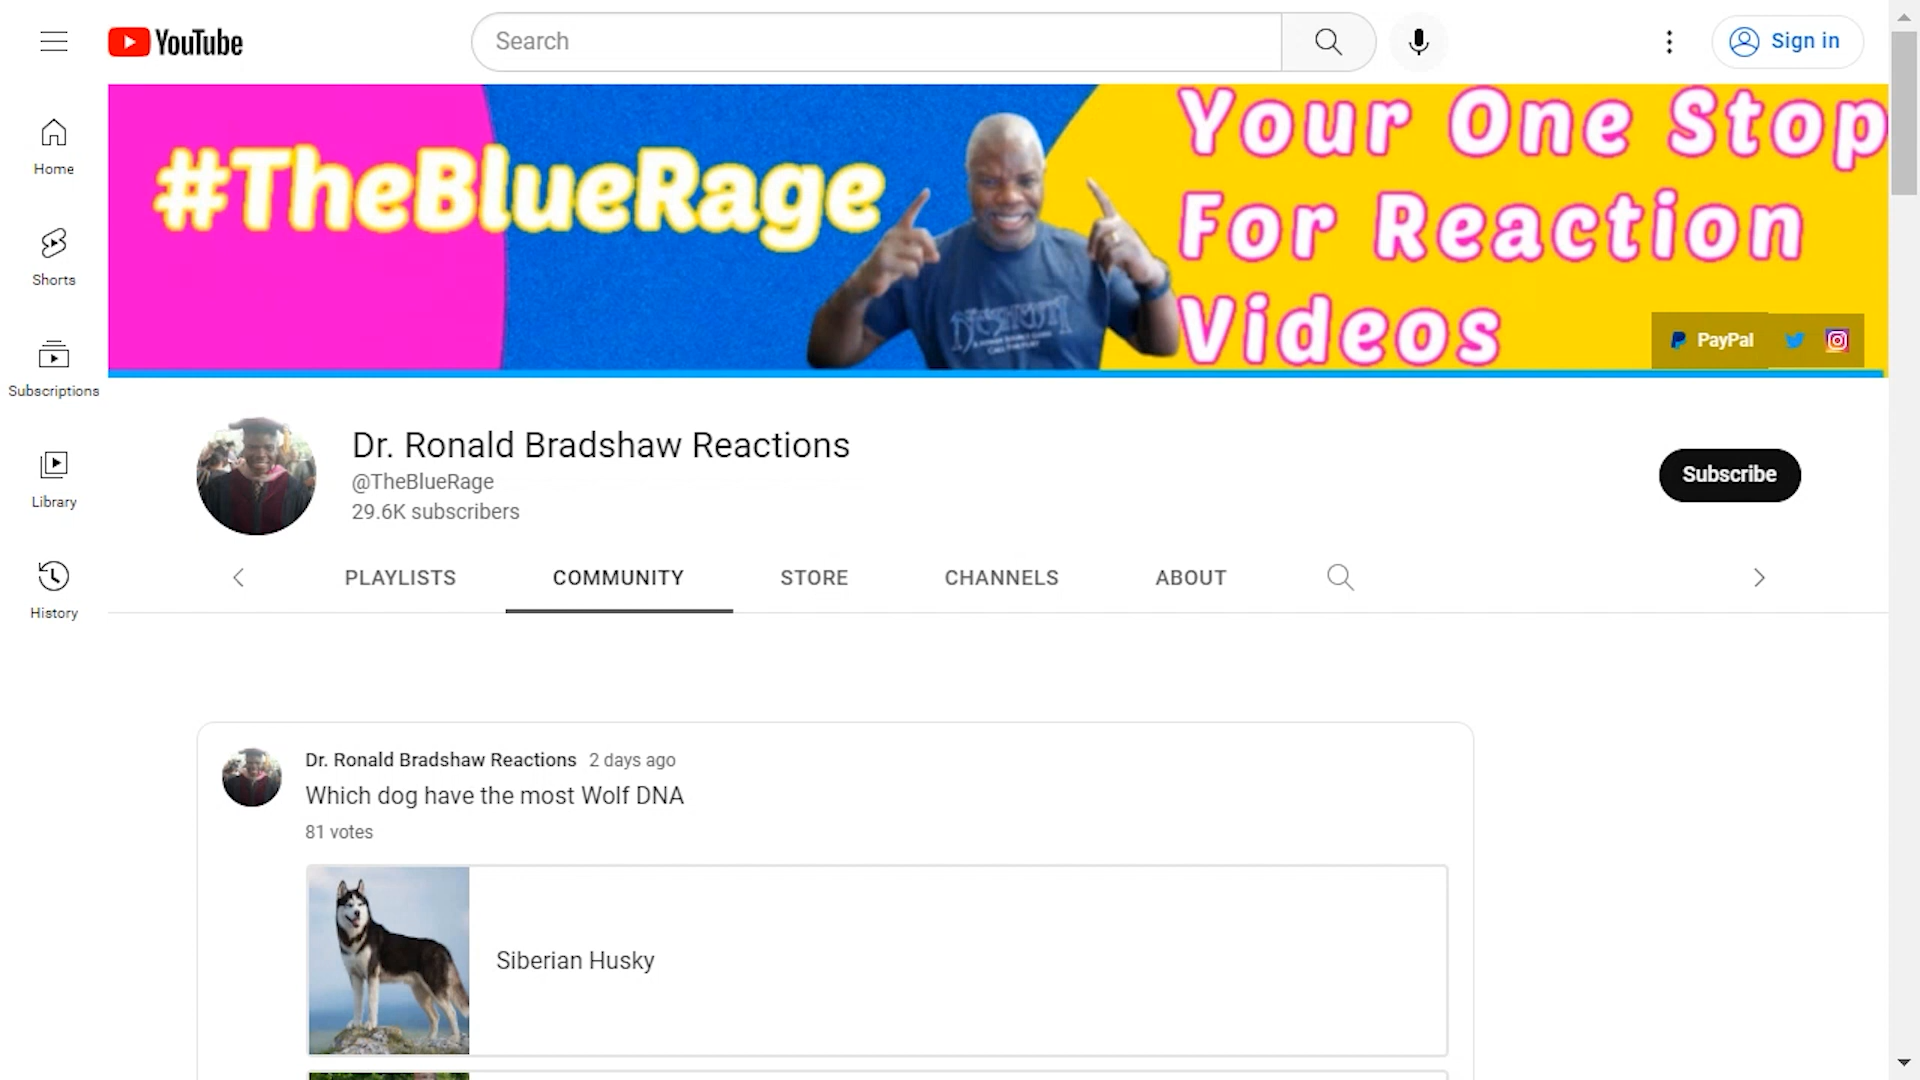 YouTube
Search
Sign in
Home
Shorts
Subscriptions
Library
History
#TheBlueRage
Your One Stop
For Reaction
Videos
PayPal
Dr. Ronald Bradshaw Reactions
@TheBlueRage
29.6K subscribers
Subscribe
PLAYLISTS
COMMUNITY
STORE
CHANNELS
ABOUT
Dr. Ronald Bradshaw Reactions 2 days ago
Which dog have the most Wolf DNA
81 votes
Siberian Husky